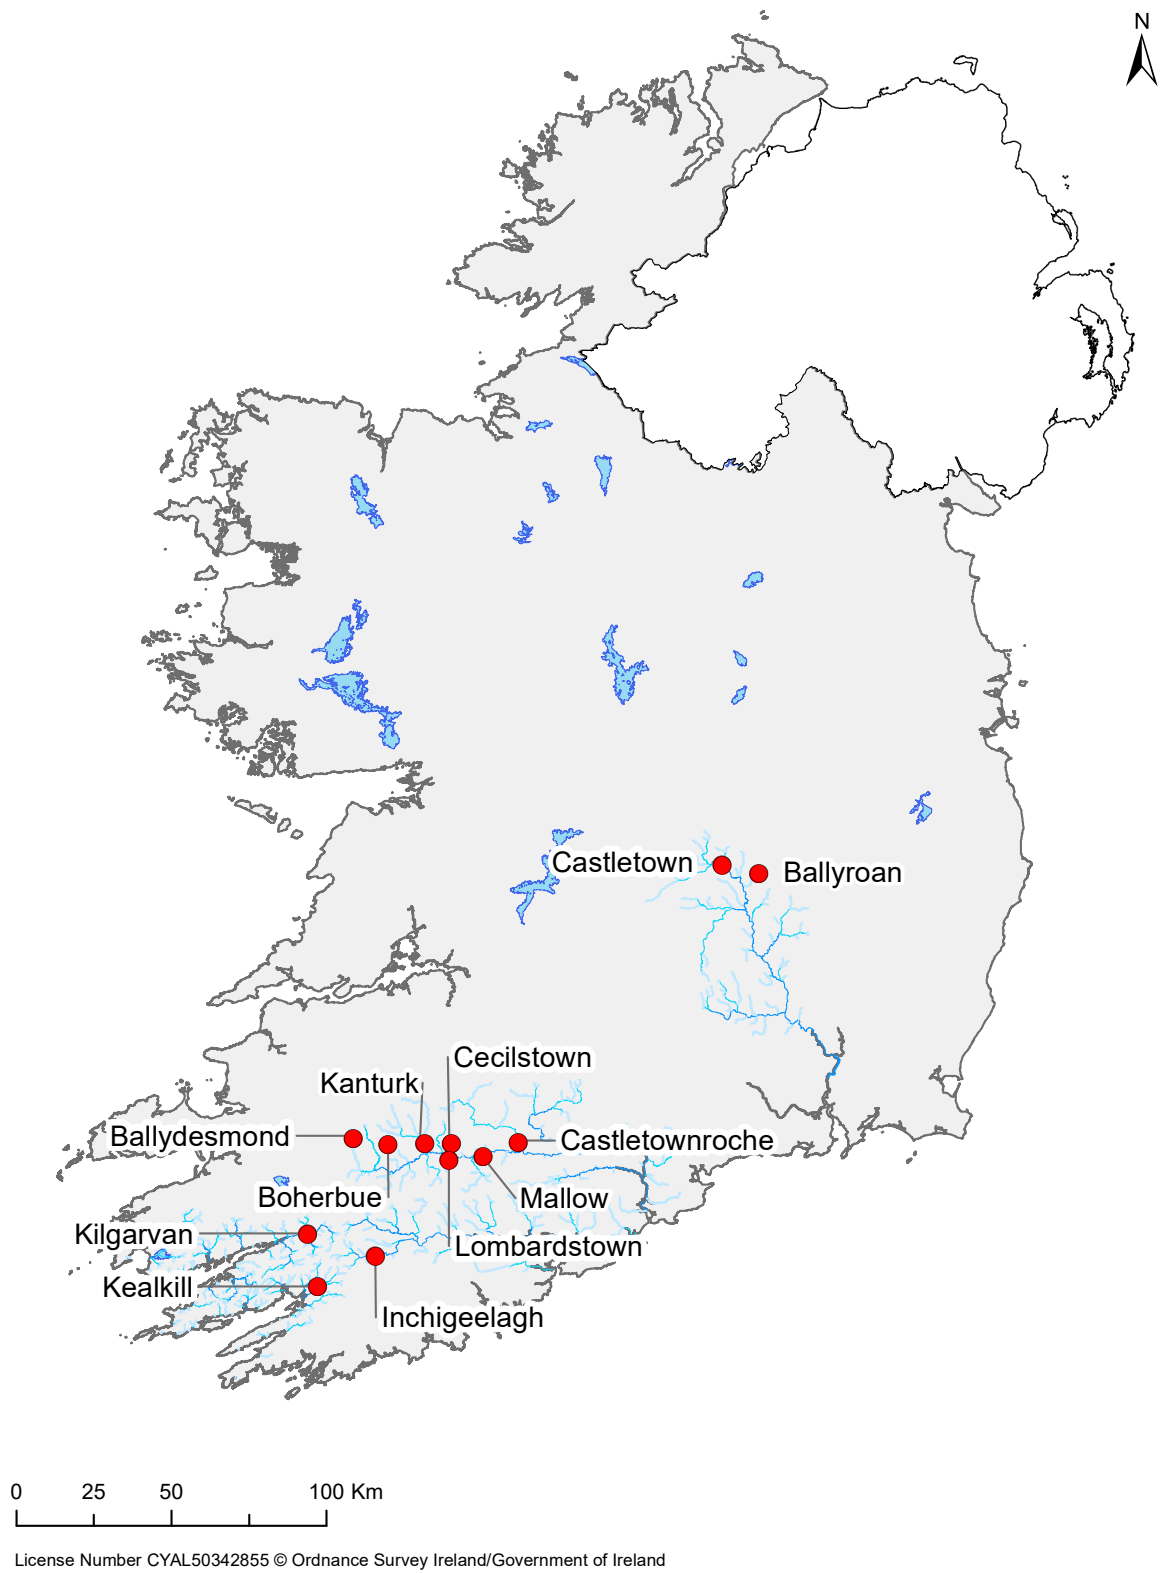 N
Castletown
Ballyroan
Cecilstown
Kanturk
Ballydesmond
Castletownroche
Boherbue
Mallow
Kilgarvan
Lombardstown
Kealkill
Inchigeelagh
0 25 50 100 Km
License Number CYAL50342855 © Ordnance Survey Ireland/Government of Ireland